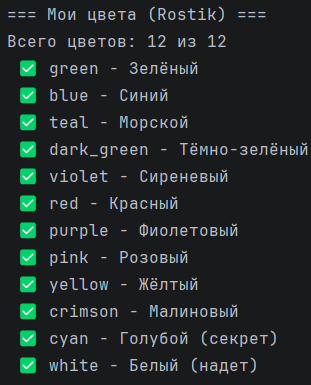 === Мои цвета (Rostik) ===
Всего цветов: 12 из 12
✅ green - Зелёный
✅ blue - Синий
✅ teal - Морской
✅ dark_green - Тёмно-зелёный
✅ violet - Сиреневый
✅ red - Красный
✅ purple - Фиолетовый
✅ pink - Розовый
✅ yellow - Жёлтый
✅ crimson - Малиновый
✅ cyan - Голубой (секрет)
✅ white - Белый (надет)